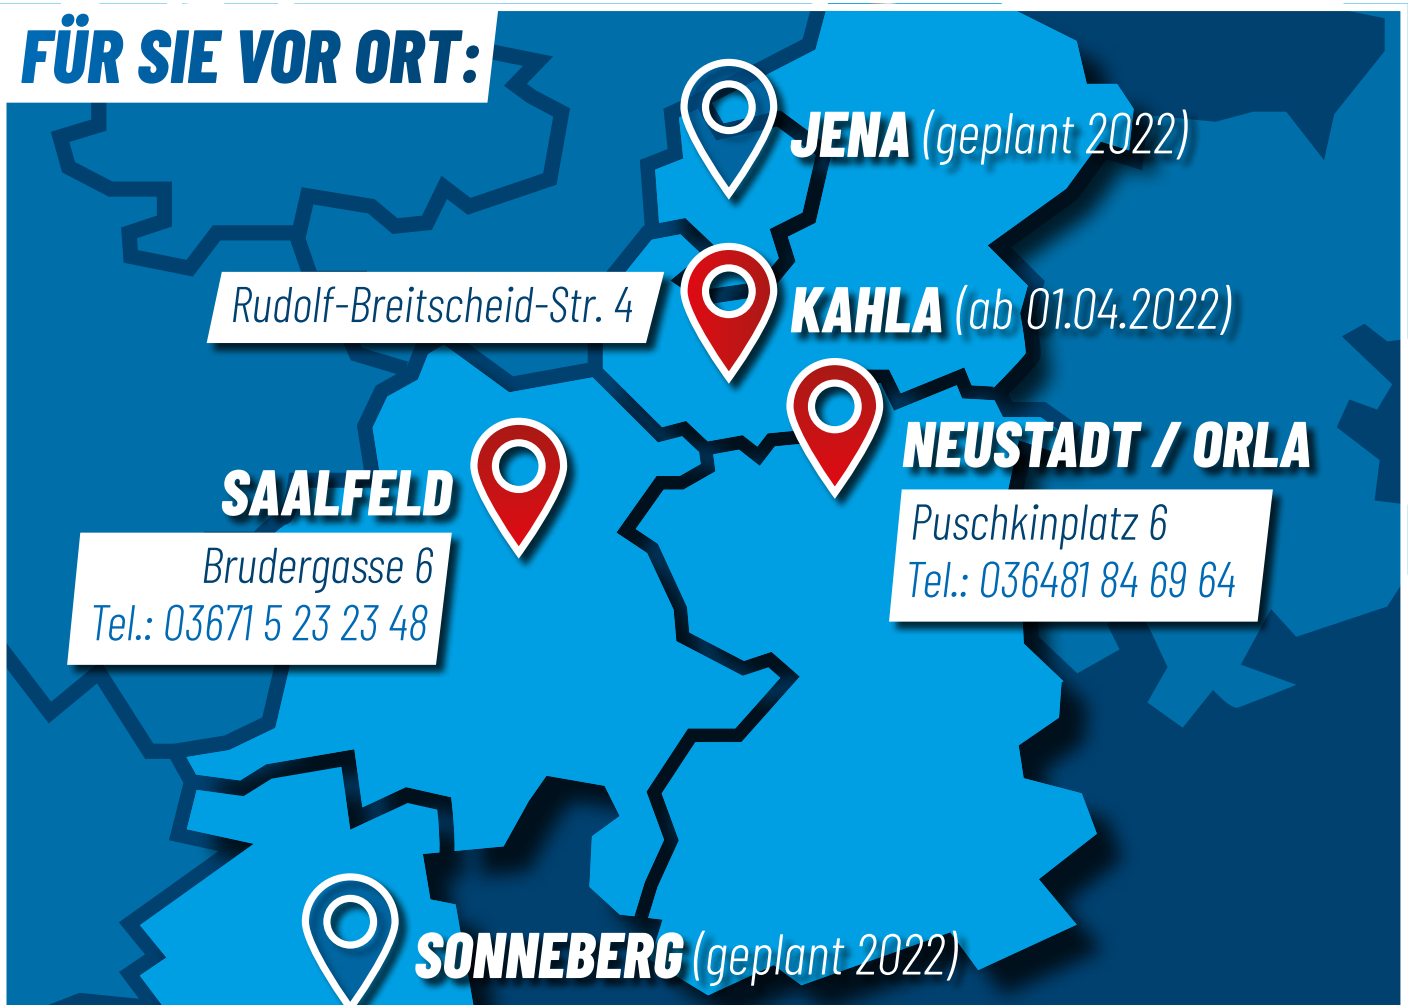 FÜR SIE VOR ORT:
JENA (geplant 2022)
Rudolf-Breitscheid-Str. 4
KAHLA (ab 01.04.2022)
NEUSTADT / ORLA
Puschkinplatz 6
Tel.: 036481 84 69 64
SAALFELD
Brudergasse 6
Tel.: 03671 5 23 23 48
SONNEBERG (geplant 2022)